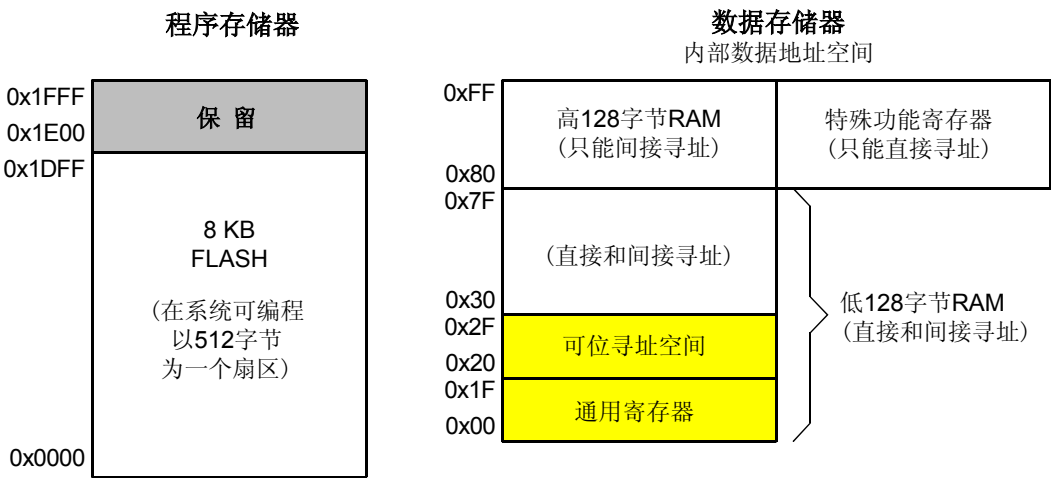 程序存储器
0x1FFF
0x1E00
0x1DFF
0x0000
保 留
8 KB
FLASH
(在系统可编程
以512字节
为一个扇区)
数据存储器
内部数据地址空间
0xFF
0x80
0x7F
0x30
0x2F
0x20
0x1F
0x00
高128字节RAM
(只能间接寻址)
特殊功能寄存器
(只能直接寻址)
(直接和间接寻址)
可位寻址空间
通用寄存器
低128字节RAM
(直接和间接寻址)